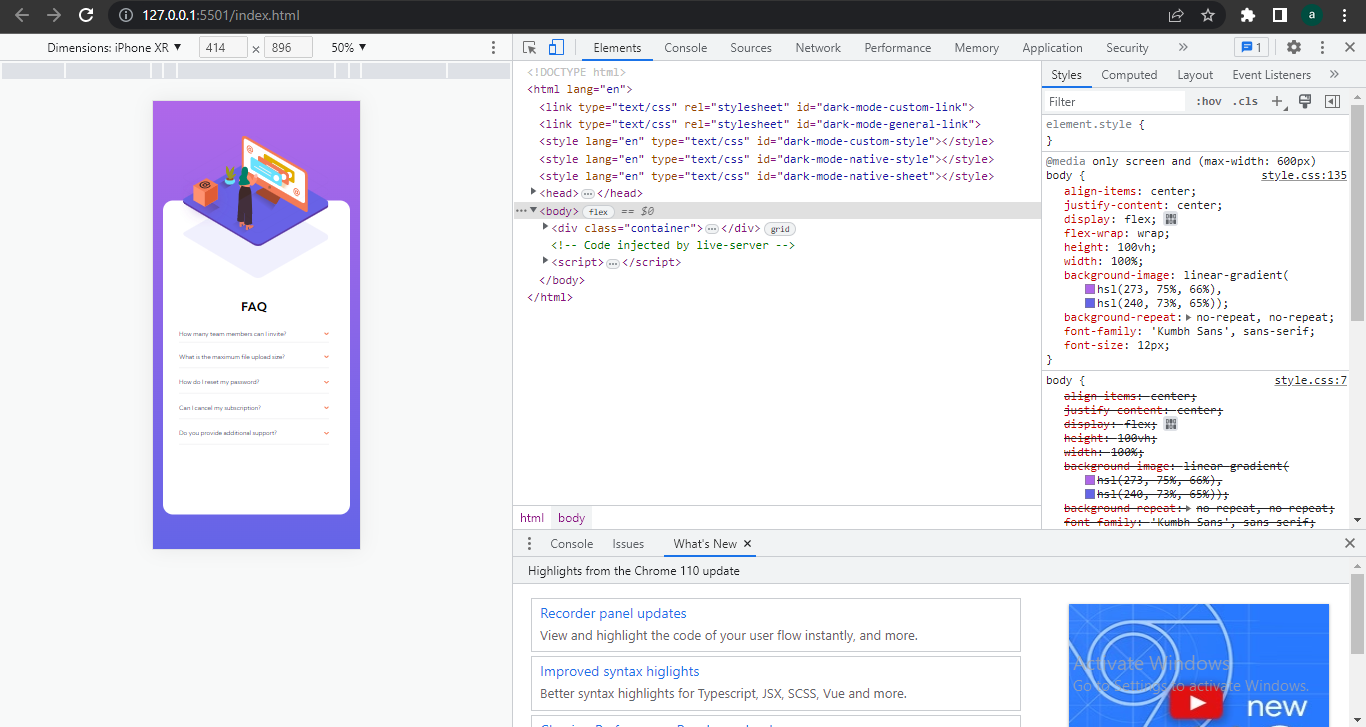 127.0.0.1:5501/index.html
a
Dimensions: iPhone XR ▼ 414 × 896 50% ▼
Elements Console Sources Network Performance Memory Application Security » 1
FAQ
How many team members can I invite?
What is the maximum file upload size?
How do I reset my password?
Can I cancel my subscription?
Do you provide additional support?
<!DOCTYPE html>
<html lang="en">
<link type="text/css" rel="stylesheet" id="dark-mode-custom-link">
<link type="text/css" rel="stylesheet" id="dark-mode-general-link">
<style lang="en" type="text/css" id="dark-mode-custom-style"></style>
<style lang="en" type="text/css" id="dark-mode-native-style"></style>
<style lang="en" type="text/css" id="dark-mode-native-sheet"></style>
<head> … </head>
<body> flex == $0
<div class="container"> … </div> grid
<!-- Code injected by live-server -->
<script> … </script>
</body>
</html>
html body
Styles Computed Layout Event Listeners »
Filter :hov .cls +
element.style {
}
@media only screen and (max-width: 600px)
body { style.css:135
align-items: center;
justify-content: center;
display: flex;
flex-wrap: wrap;
height: 100vh;
width: 100%;
background-image: linear-gradient(
hsl(273, 75%, 66%),
hsl(240, 73%, 65%));
background-repeat: no-repeat, no-repeat;
font-family: 'Kumbh Sans', sans-serif;
font-size: 12px;
}
body { style.css:7
align-items: center;
justify-content: center;
display: flex;
height: 100vh;
width: 100%;
background-image: linear-gradient(
hsl(273, 75%, 66%),
hsl(240, 73%, 65%));
background-repeat: no-repeat, no-repeat;
font-family: 'Kumbh Sans', sans-serif;
Console Issues What's New ×
Highlights from the Chrome 110 update
Recorder panel updates
View and highlight the code of your user flow instantly, and more.
Improved syntax higlights
Better syntax highlights for Typescript, JSX, SCSS, Vue and more.
Activate Windows
Go to Settings to activate Windows.
new